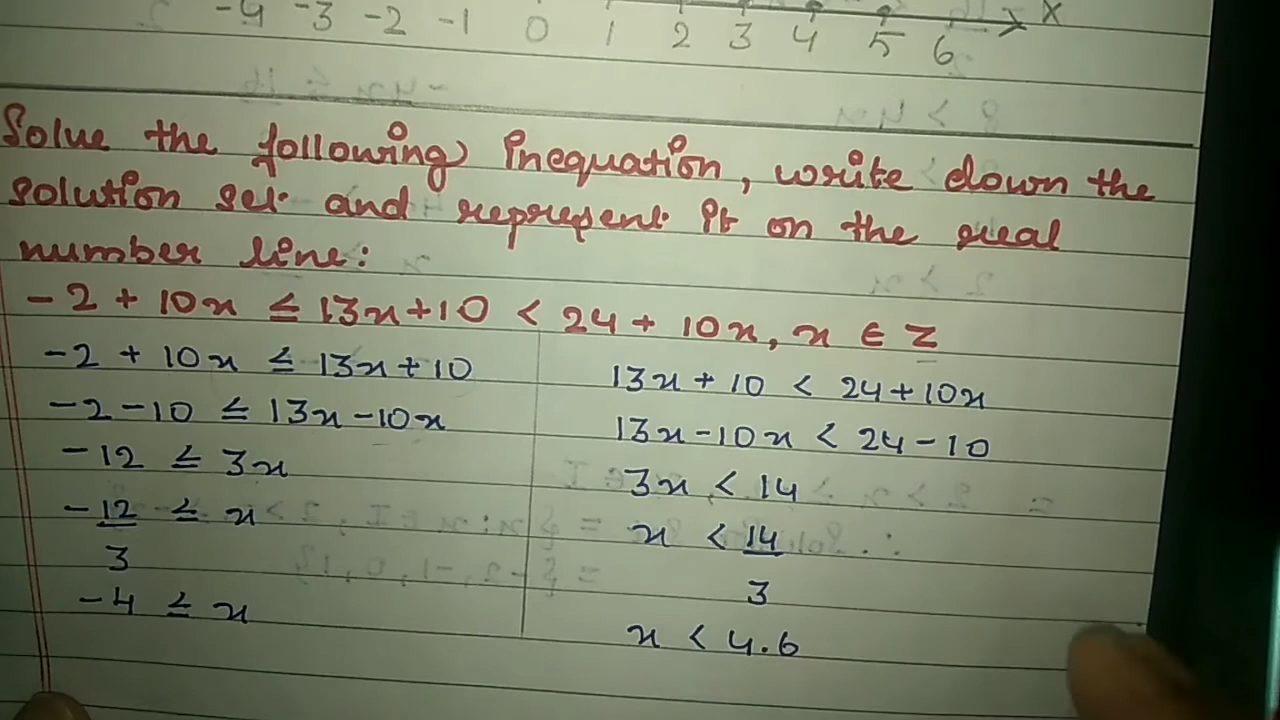 -4 -3 -2 -1 0 1 2 3 4 5 6 X
Solve the following inequation, write down the
solution set and represent it on the real
number line:
-2 + 10x ≤ 13x+10 < 24 + 10x, x ∈ Z
-2 + 10x ≤ 13x+10
-2-10 ≤ 13x-10x
-12 ≤ 3x
-12/3 ≤ x
-4 ≤ x
13x + 10 < 24+10x
13x-10x < 24-10
3x < 14
x < 14/3
x < 4.6